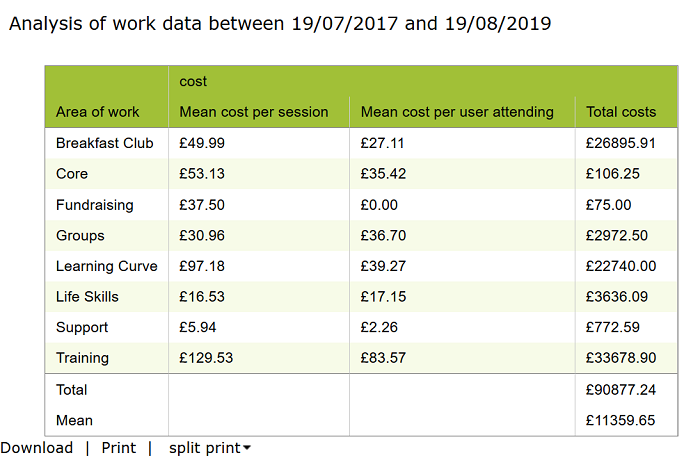 Analysis of work data between 19/07/2017 and 19/08/2019
cost
Area of work Mean cost per session Mean cost per user attending Total costs
Breakfast Club £49.99 £27.11 £26895.91
Core £53.13 £35.42 £106.25
Fundraising £37.50 £0.00 £75.00
Groups £30.96 £36.70 £2972.50
Learning Curve £97.18 £39.27 £22740.00
Life Skills £16.53 £17.15 £3636.09
Support £5.94 £2.26 £772.59
Training £129.53 £83.57 £33678.90
Total £90877.24
Mean £11359.65
Download | Print | split print